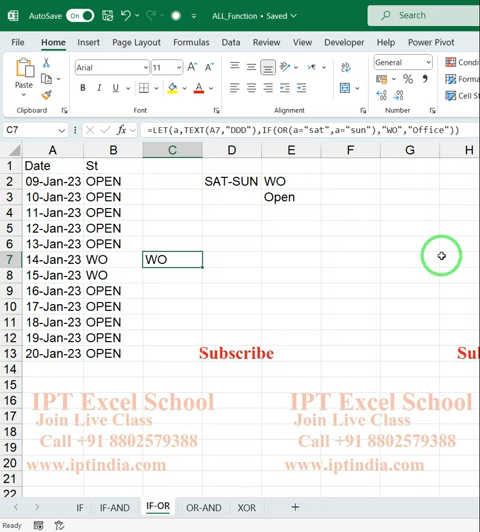 AutoSave On ALL_Function • Saved Search
File Home Insert Page Layout Formulas Data Review View Developer Help Power Pivot
Paste Arial 11 General
B I U
Clipboard Font Alignment Number
C7 fx =LET(a,TEXT(A7,"DDD"),IF(OR(a="sat",a="sun"),"WO","Office"))
A B C D E F G H
1 Date St
2 09-Jan-23 OPEN SAT-SUN WO
3 10-Jan-23 OPEN Open
4 11-Jan-23 OPEN
5 12-Jan-23 OPEN
6 13-Jan-23 OPEN
7 14-Jan-23 WO WO
8 15-Jan-23 WO
9 16-Jan-23 OPEN
10 17-Jan-23 OPEN
11 18-Jan-23 OPEN
12 19-Jan-23 OPEN
13 20-Jan-23 OPEN Subscribe
14
15
16 IPT Excel School IPT Excel School
17 Join Live Class Join Live Class
18 Call +91 8802579388 Call +91 8802579388
19
20 www.iptindia.com www.iptindia.com
21
22
IF IF-AND IF-OR OR-AND XOR
Ready